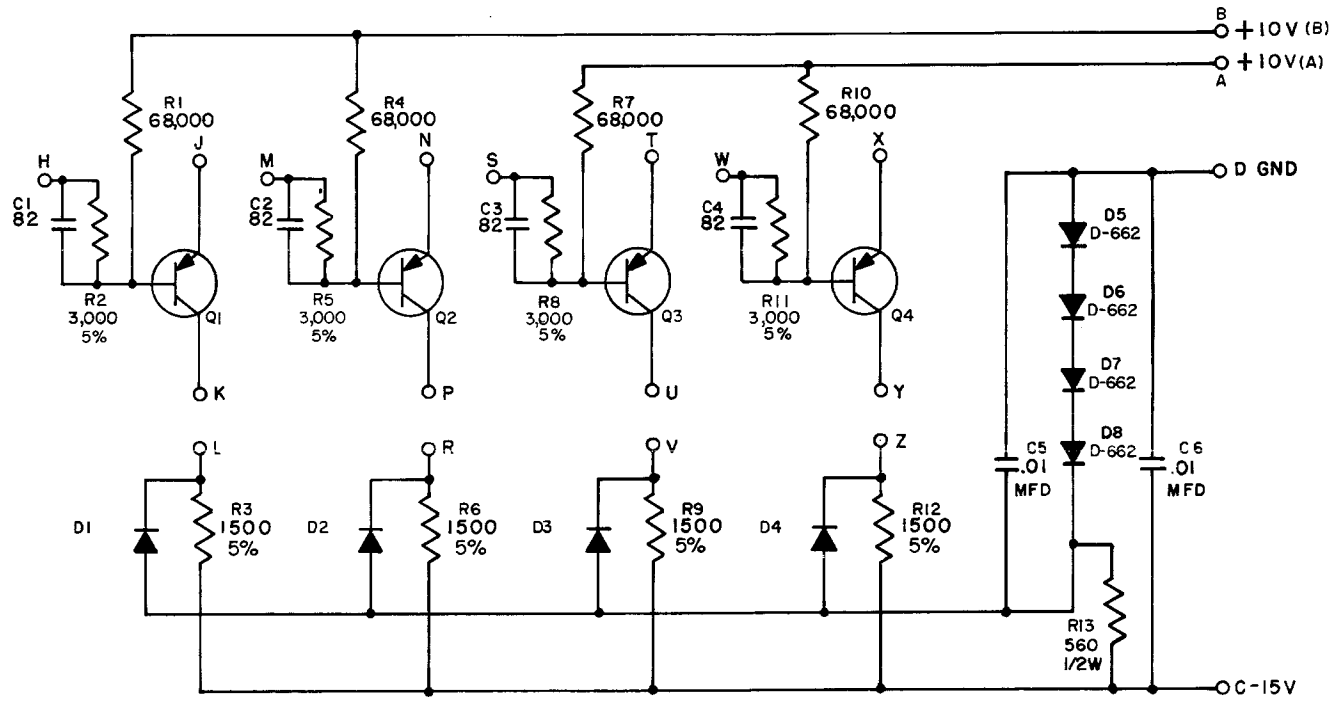 B
+10V (B)
+10V(A)
A
R1
68,000
R4
68,000
R7
68,000
R10
68,000
H
J
M
N
S
T
W
X
D GND
C1
82
C2
82
C3
82
C4
82
D5
D-662
D6
D-662
D7
D-662
D8
D-662
R2
3,000
5%
Q1
R5
3,000
5%
Q2
R8
3,000
5%
Q3
R11
3,000
5%
Q4
K
P
U
Y
L
R
V
Z
C5
.01
MFD
C6
.01
MFD
D1
R3
1500
5%
D2
R6
1500
5%
D3
R9
1500
5%
D4
R12
1500
5%
R13
560
1/2W
C-15V